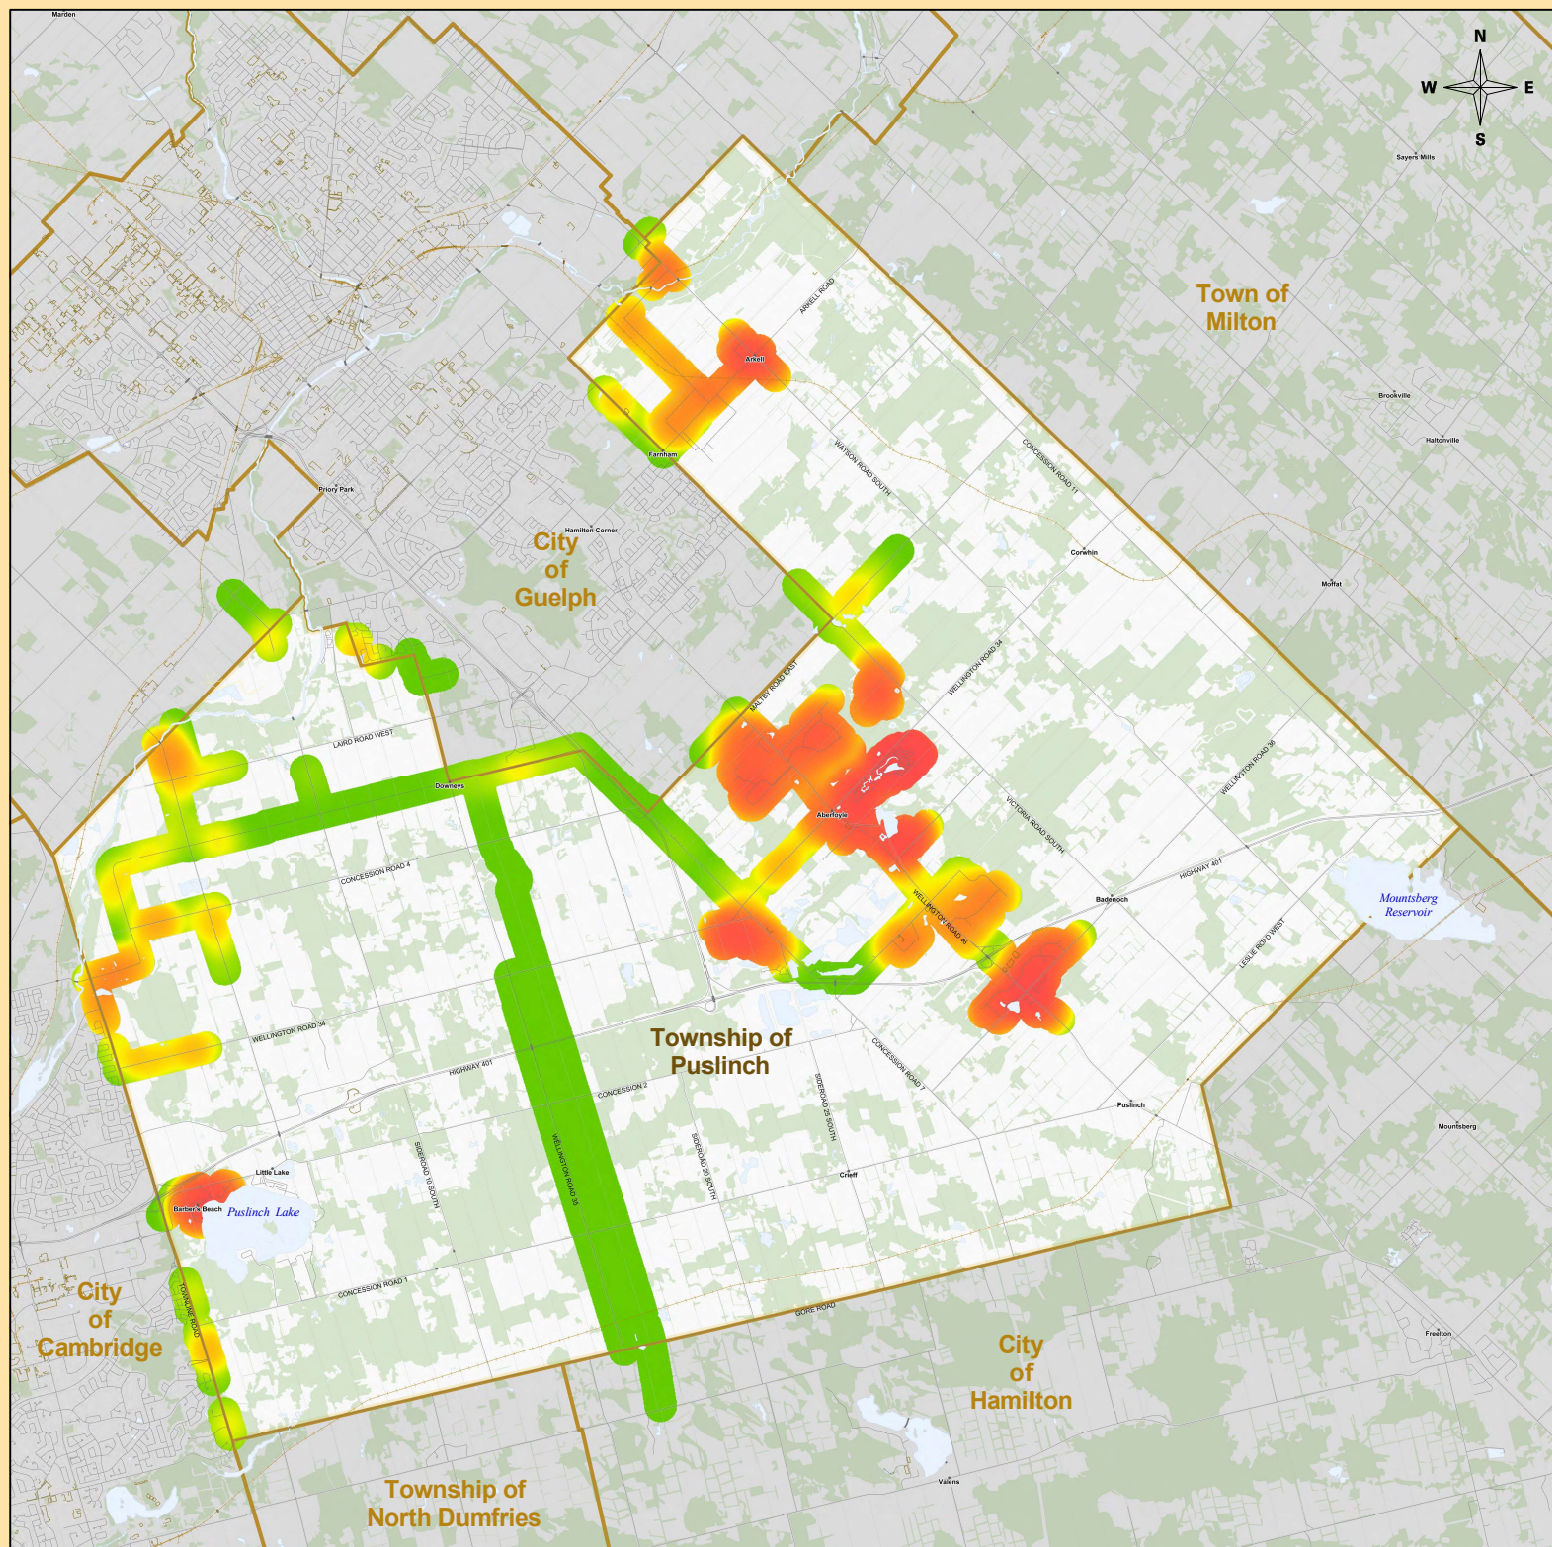 Marden
N
W E
S
Sayers Mills
Town of
Milton
ARKELL ROAD
Arkell
Brookville
Haltonville
CONCESSION ROAD 11
WATSON ROAD SOUTH
Farnham
Priory Park
Hamilton Corner
City
of
Guelph
Corwhin
Moffat
WELLINGTON ROAD 34
MALTBY ROAD EAST
LAIRD ROAD WEST
WELLINGTON ROAD 36
Downers
Aberfoyle
VICTORIA ROAD SOUTH
CONCESSION ROAD 4
HIGHWAY 401
Badenoch
Mountsberg
Reservoir
WELLINGTON ROAD 46
LESLIE ROAD WEST
WELLINGTON ROAD 34
Township of
Puslinch
HIGHWAY 401
CONCESSION ROAD 7
CONCESSION 2
SIDEROAD 25 SOUTH
Puslinch
Mountsberg
SIDEROAD 10 SOUTH
WELLINGTON ROAD 35
SIDEROAD 20 SOUTH
Little Lake
Crieff
Barber's Beach
Puslinch Lake
City
of
Cambridge
TOWNLINE ROAD
CONCESSION ROAD 1
GORE ROAD
Freelton
City
of
Hamilton
Township of
North Dumfries
Valens